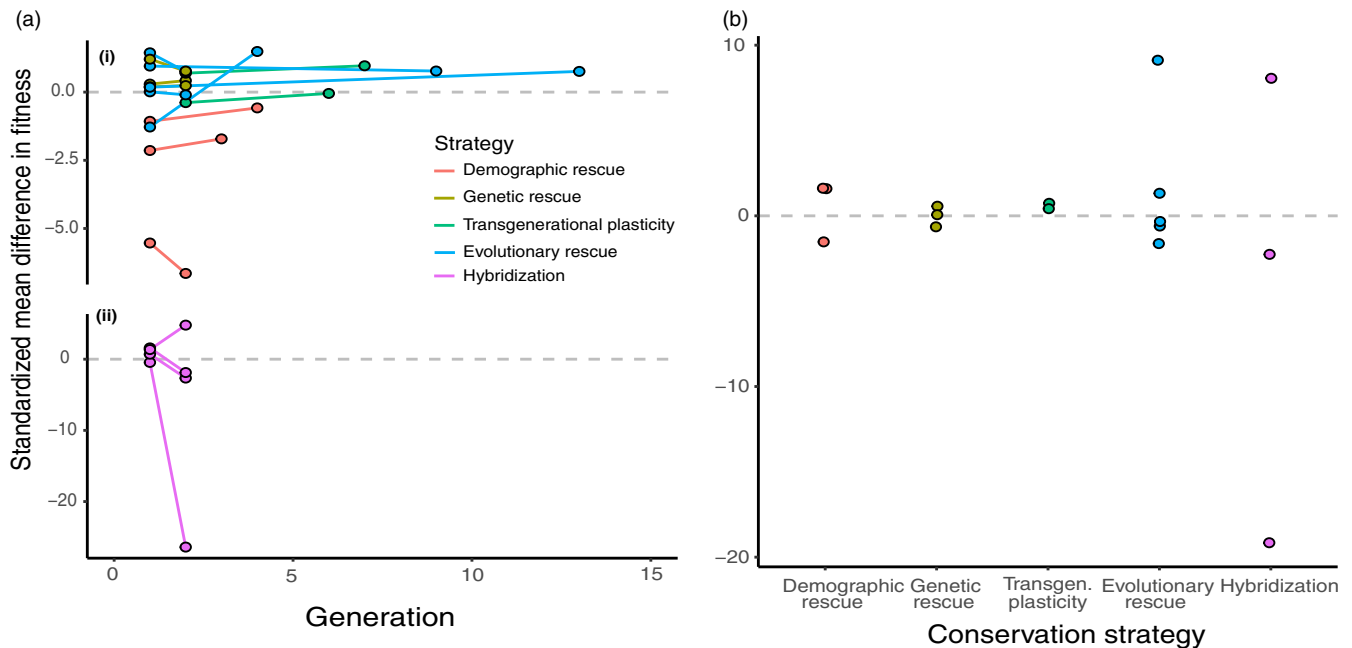 (a)
Standardized mean difference in fitness
(i)
0.0
−2.5
−5.0
Strategy
Demographic rescue
Genetic rescue
Transgenerational plasticity
Evolutionary rescue
Hybridization
(ii)
0
−10
−20
0 5 10 15
Generation
(b)
10
0
−10
−20
Demographic rescue
Genetic rescue
Transgen. plasticity
Evolutionary rescue
Hybridization
Conservation strategy